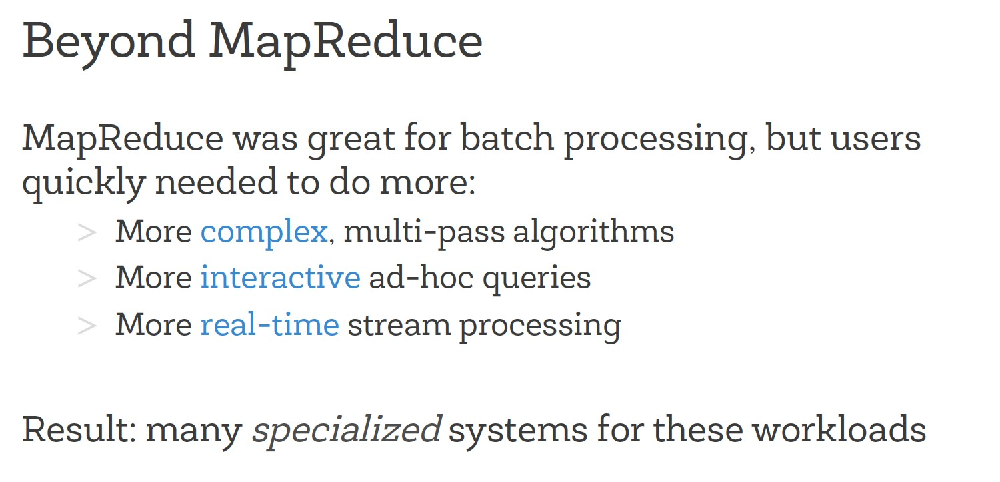 Beyond MapReduce
MapReduce was great for batch processing, but users
quickly needed to do more:
> More complex, multi-pass algorithms
> More interactive ad-hoc queries
> More real-time stream processing
Result: many specialized systems for these workloads